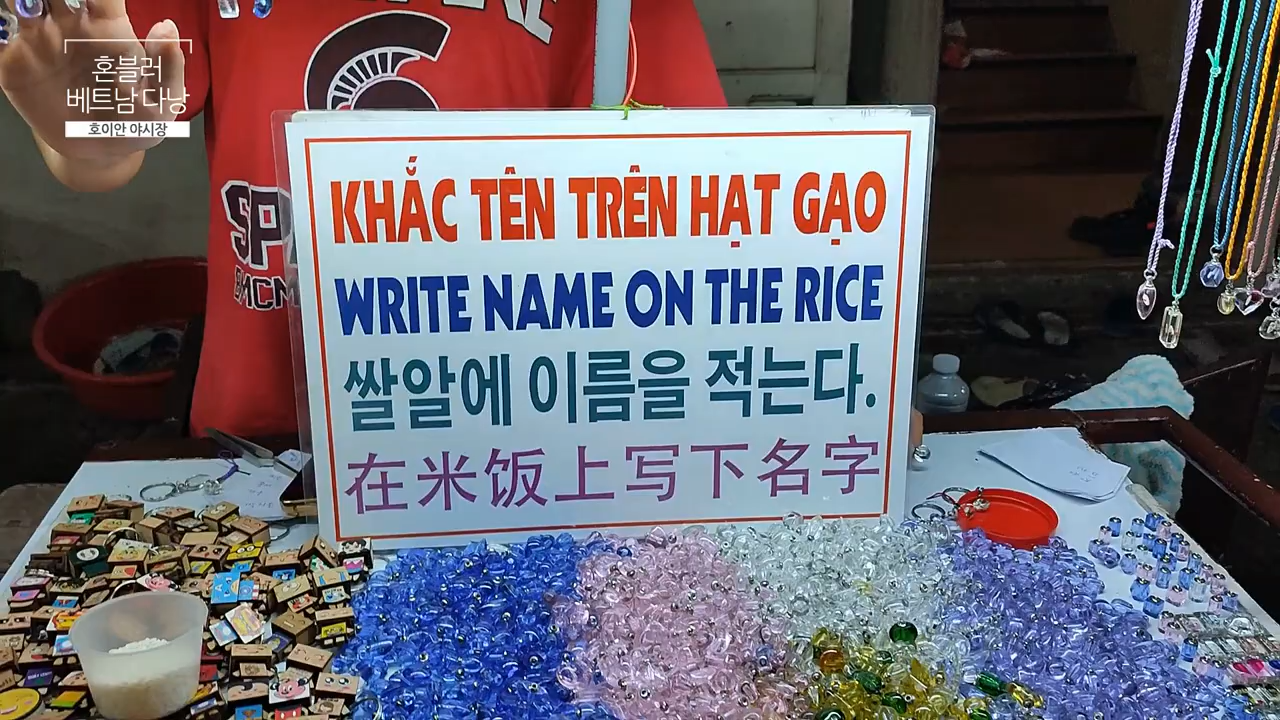 혼블러
베트남 다낭
호이안 야시장
KHẮC TÊN TRÊN HẠT GẠO
WRITE NAME ON THE RICE
쌀알에 이름을 적는다.
在米饭上写下名字